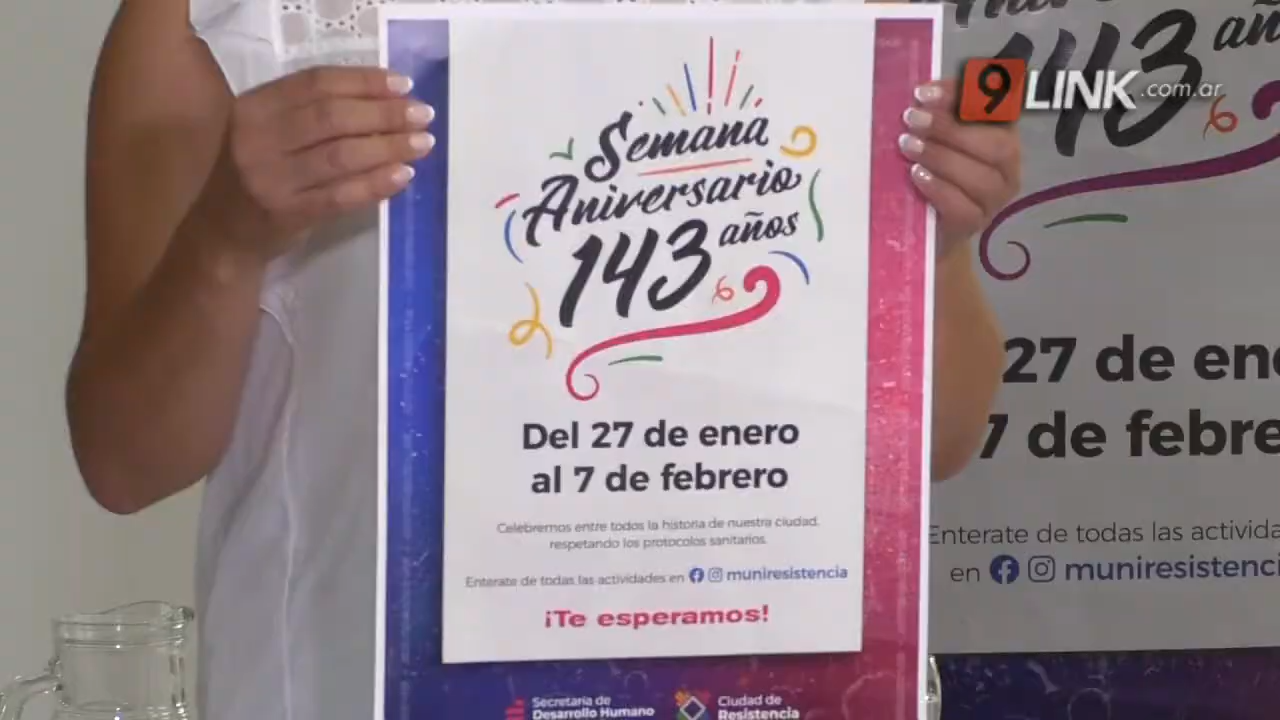 Semana
Aniversario
143 años
Del 27 de enero
al 7 de febrero
Celebremos entre todos la historia de nuestra ciudad,
respetando los protocolos sanitarios.
Enterate de todas las actividades en muniresistencia
¡Te esperamos!
Secretaría de
Desarrollo Humano
Ciudad de
Resistencia
9 LINK.com.ar
143 añ
27 de ene
7 de febre
Enterate de todas las activida
en muniresistenci